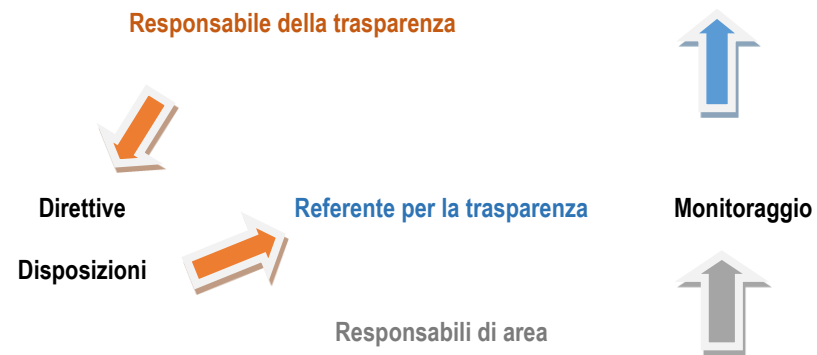 Responsabile della trasparenza
Direttive
Referente per la trasparenza
Monitoraggio
Disposizioni
Responsabili di area